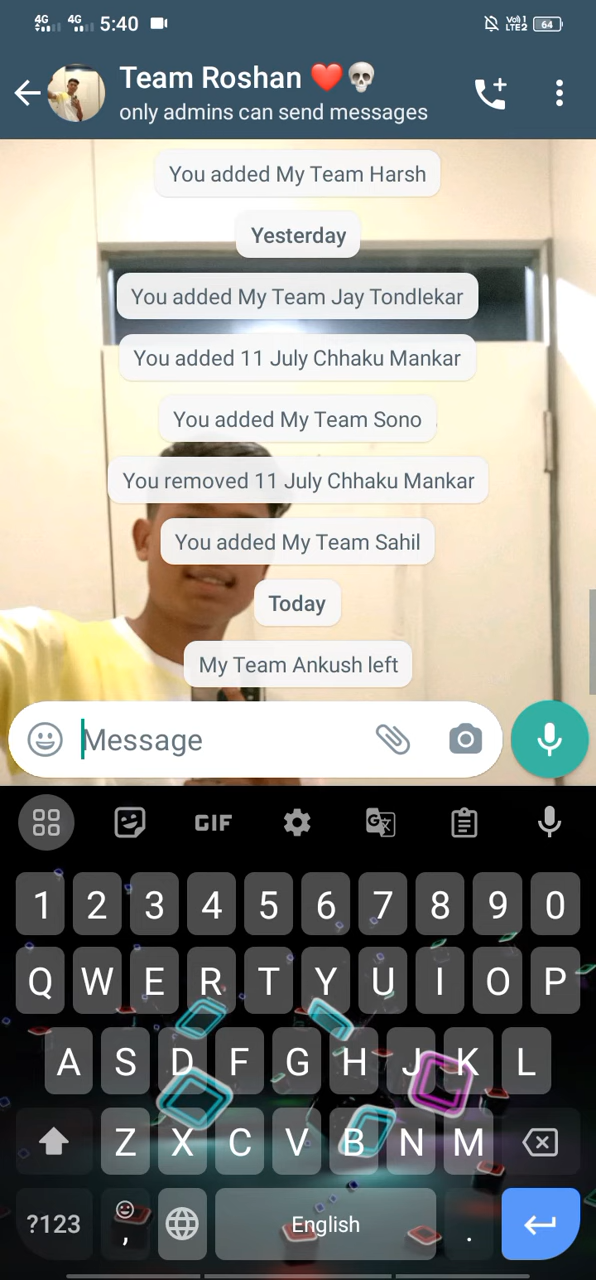 4G 4G 5:40 Vo1) LTE2 64
Team Roshan ❤️💀
only admins can send messages
You added My Team Harsh
Yesterday
You added My Team Jay Tondlekar
You added 11 July Chhaku Mankar
You added My Team Sono
You removed 11 July Chhaku Mankar
You added My Team Sahil
Today
My Team Ankush left
Message
GIF
1 2 3 4 5 6 7 8 9 0
Q W E R T Y U I O P
A S D F G H J K L
Z X C V B N M
?123 , English .